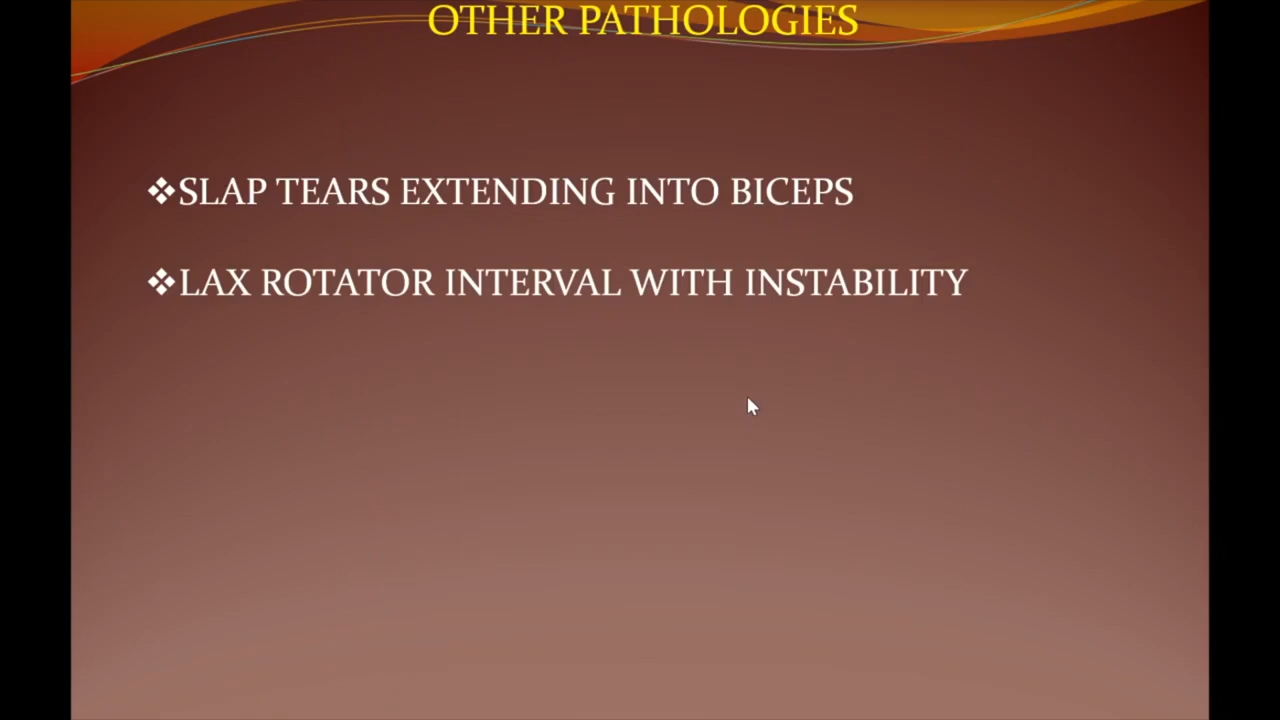 OTHER PATHOLOGIES
❖SLAP TEARS EXTENDING INTO BICEPS
❖LAX ROTATOR INTERVAL WITH INSTABILITY